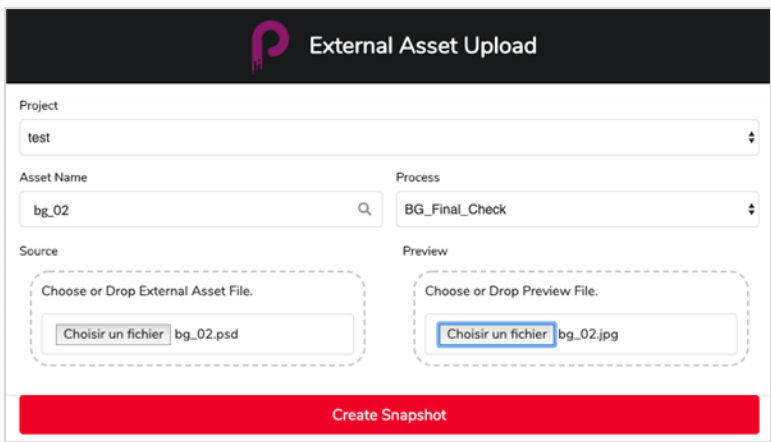 External Asset Upload
Project
test
Asset Name
Process
bg_02
BG_Final_Check
Source
Preview
Choose or Drop External Asset File.
Choose or Drop Preview File.
Choisir un fichier bg_02.psd
Choisir un fichier bg_02.jpg
Create Snapshot